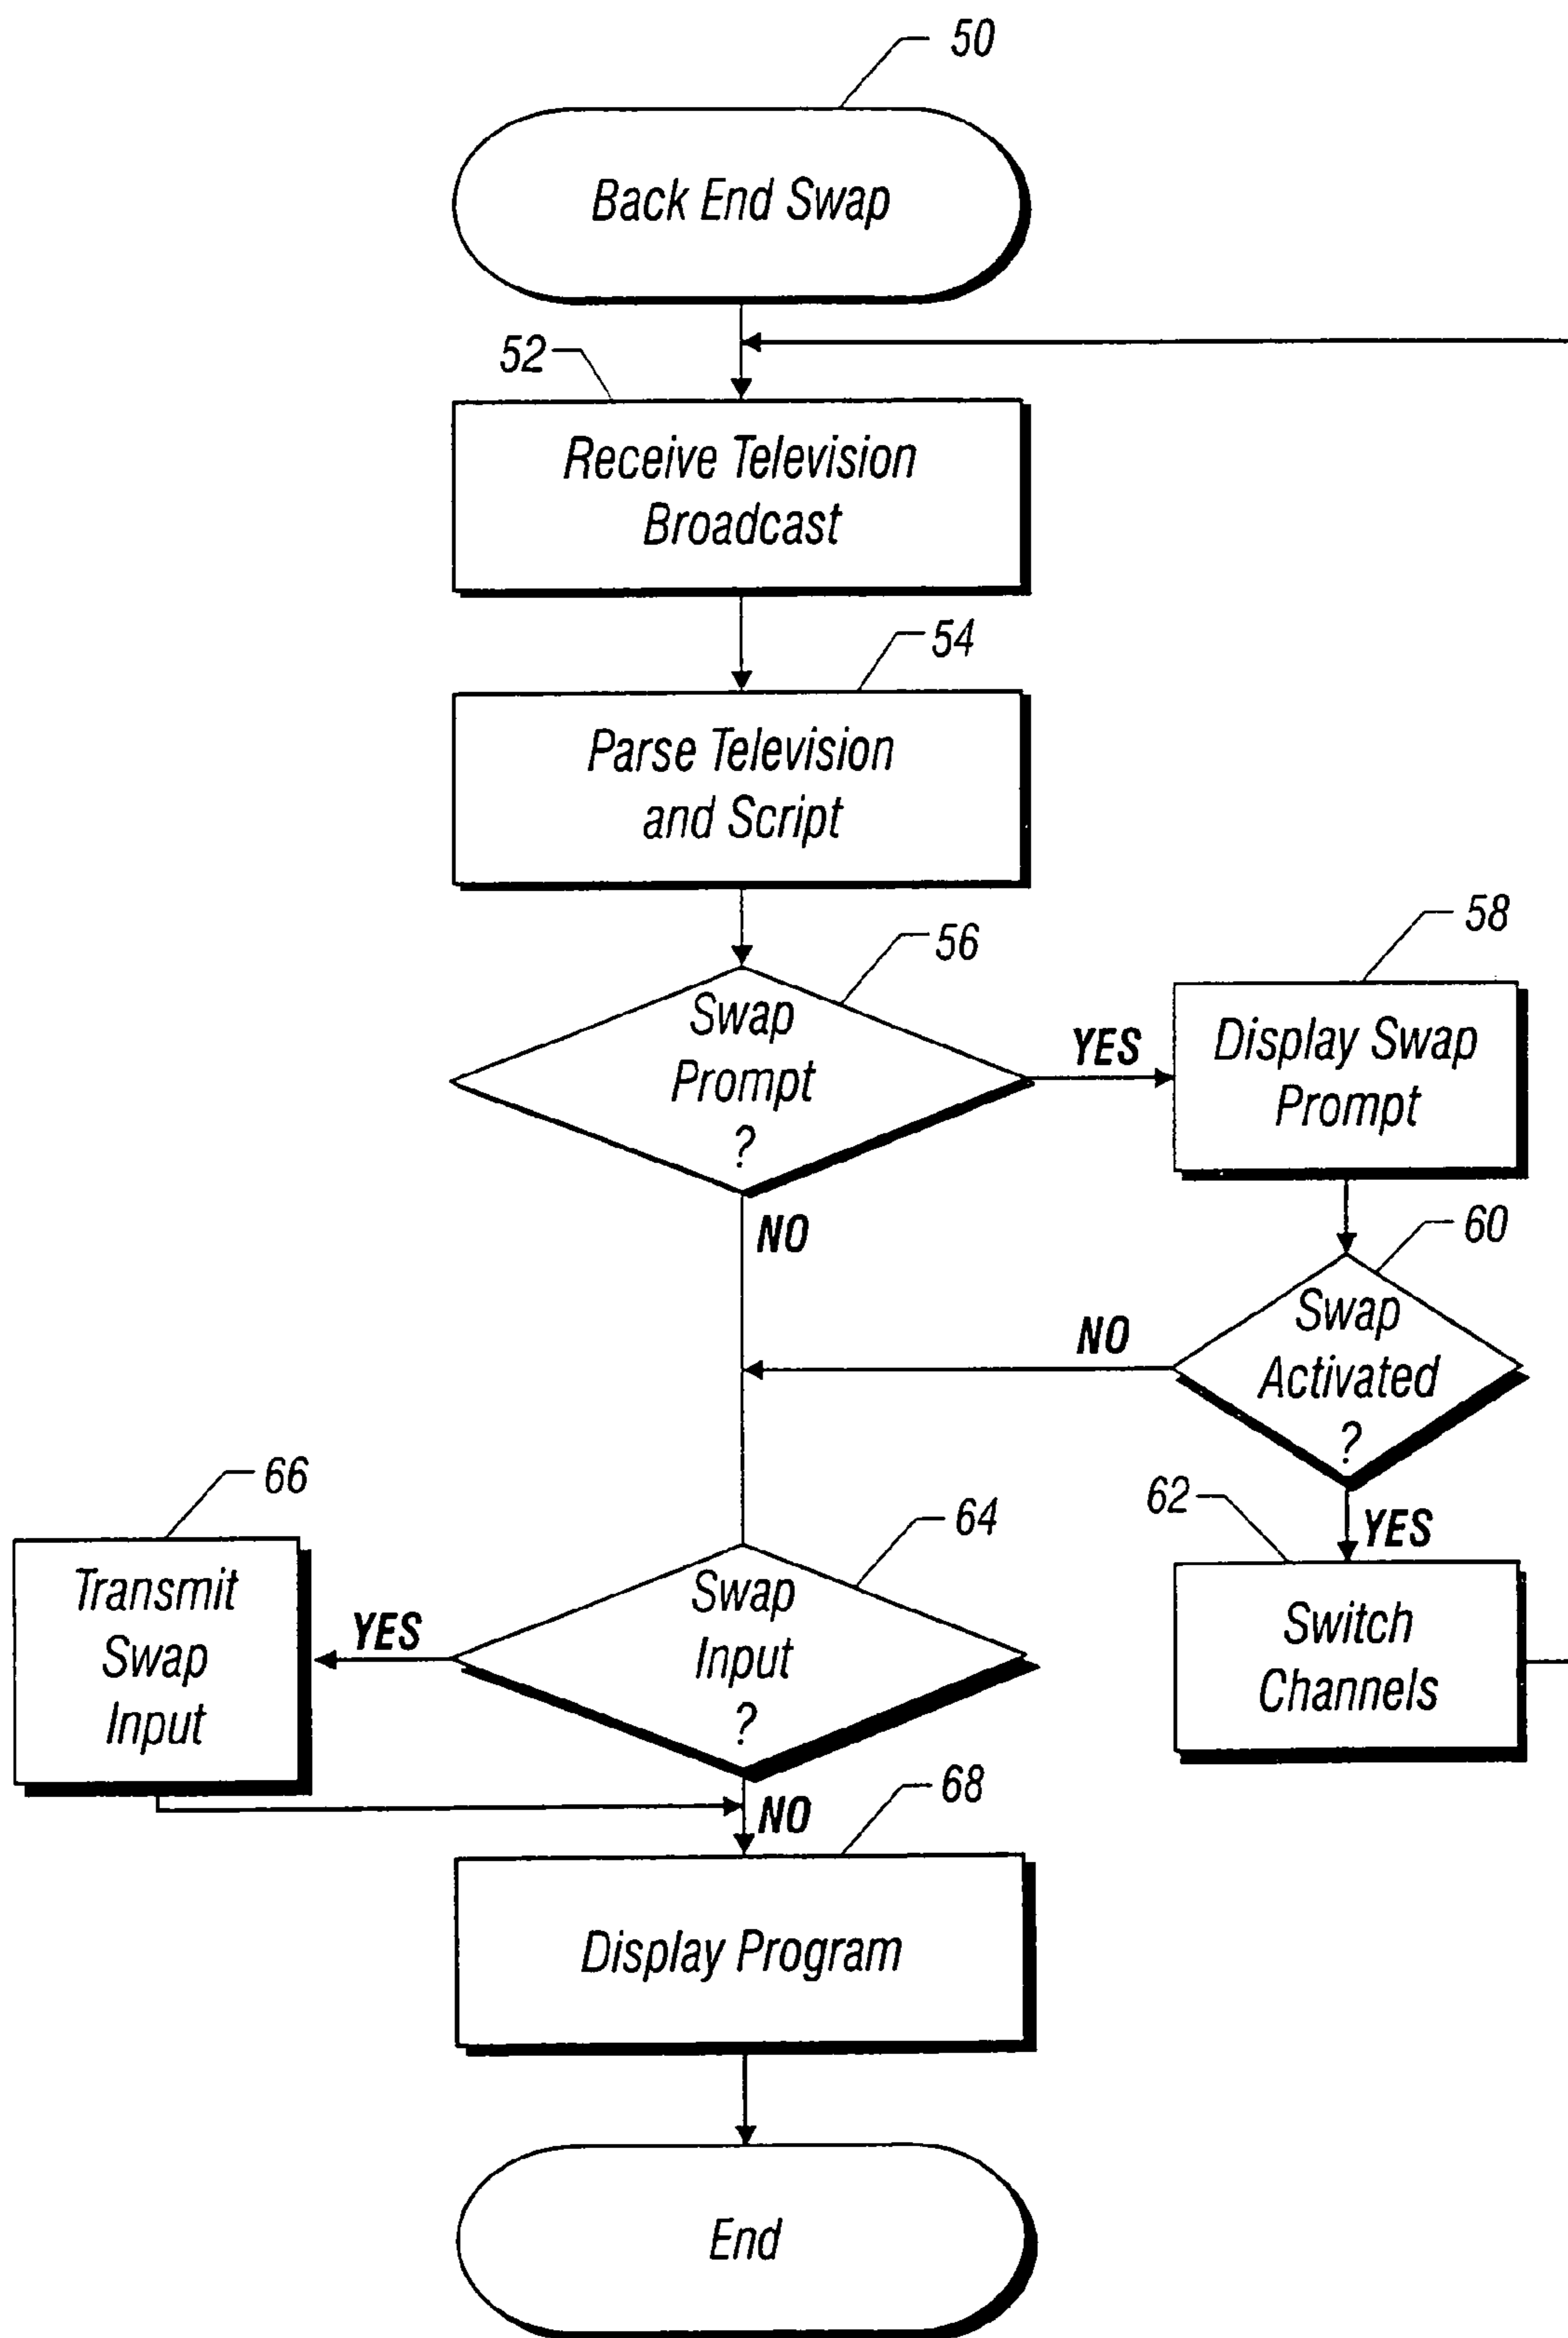 50
Back End Swap
52
Receive Television
Broadcast
54
Parse Television
and Script
56
Swap
Prompt
?
YES
58
Display Swap
Prompt
NO
60
Swap
Activated
?
NO
62
YES
Switch
Channels
64
Swap
Input
?
YES
66
Transmit
Swap
Input
NO
68
Display Program
End